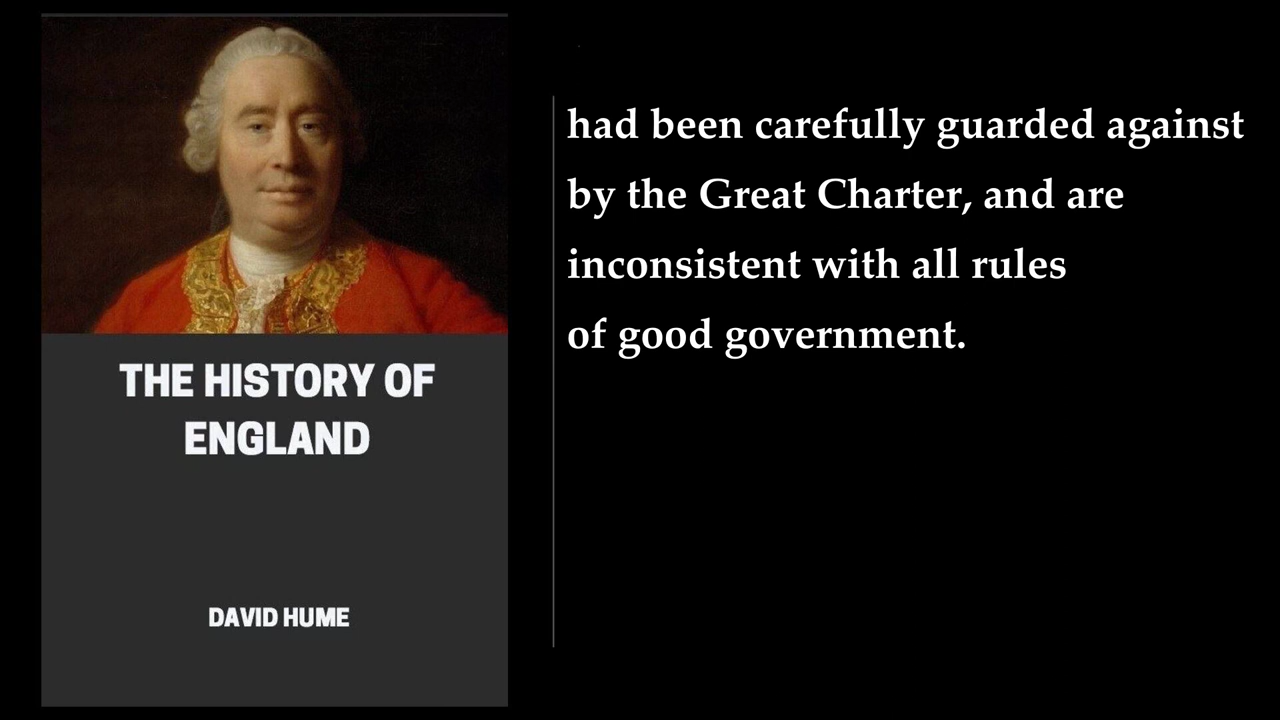 THE HISTORY OF
ENGLAND
DAVID HUME
had been carefully guarded against
by the Great Charter, and are
inconsistent with all rules
of good government.